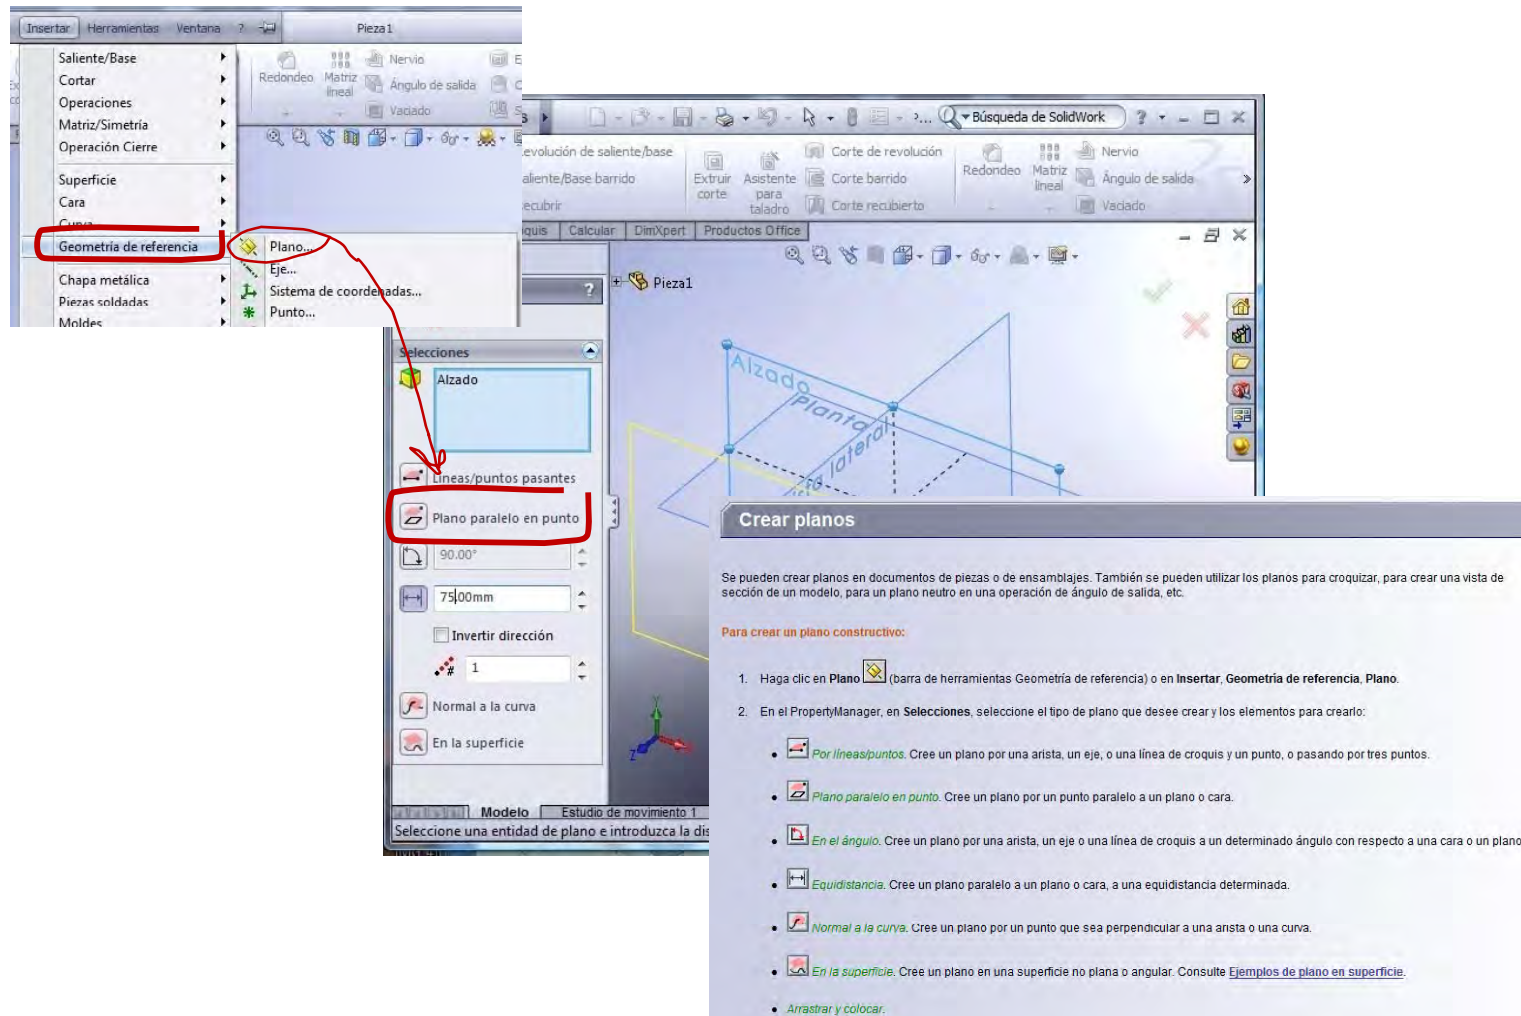 Insertar Herramientas Ventana ? Pieza1
Saliente/Base
Cortar
Operaciones
Matriz/Simetría
Operación Cierre
Superficie
Cara
Curva
Geometría de referencia
Chapa metálica
Piezas soldadas
Moldes
Plano...
Eje...
Sistema de coordenadas...
Punto...
Redondeo
Matriz lineal
Nervio
Ángulo de salida
Vaciado
Búsqueda de SolidWork
?
evolución de saliente/base
aliente/Base barrido
ecubrir
Extruir corte
Asistente para taladro
Corte de revolución
Corte barrido
Corte recubierto
Redondeo
Matriz lineal
Nervio
Ángulo de salida
Vaciado
quis Calcular DimXpert Productos Office
?
Pieza1
Selecciones
Alzado
Líneas/puntos pasantes
Plano paralelo en punto
90.00°
75.00mm
Invertir dirección
# 1
Normal a la curva
En la superficie
Alzado
Planta
sta lateral
Y
Z
Modelo Estudio de movimiento 1
Seleccione una entidad de plano e introduzca la dis
Crear planos
Se pueden crear planos en documentos de piezas o de ensamblajes. También se pueden utilizar los planos para croquizar, para crear una vista de
sección de un modelo, para un plano neutro en una operación de ángulo de salida, etc.
Para crear un plano constructivo:
1. Haga clic en Plano (barra de herramientas Geometría de referencia) o en Insertar, Geometría de referencia, Plano.
2. En el PropertyManager, en Selecciones, seleccione el tipo de plano que desee crear y los elementos para crearlo:
• Por líneas/puntos. Cree un plano por una arista, un eje, o una línea de croquis y un punto, o pasando por tres puntos.
• Plano paralelo en punto. Cree un plano por un punto paralelo a un plano o cara.
• En el ángulo. Cree un plano por una arista, un eje o una línea de croquis a un determinado ángulo con respecto a una cara o un plano
• Equidistancia. Cree un plano paralelo a un plano o cara, a una equidistancia determinada.
• Normal a la curva. Cree un plano por un punto que sea perpendicular a una arista o una curva.
• En la superficie. Cree un plano en una superficie no plana o angular. Consulte Ejemplos de plano en superficie.
• Arrastrar y colocar.